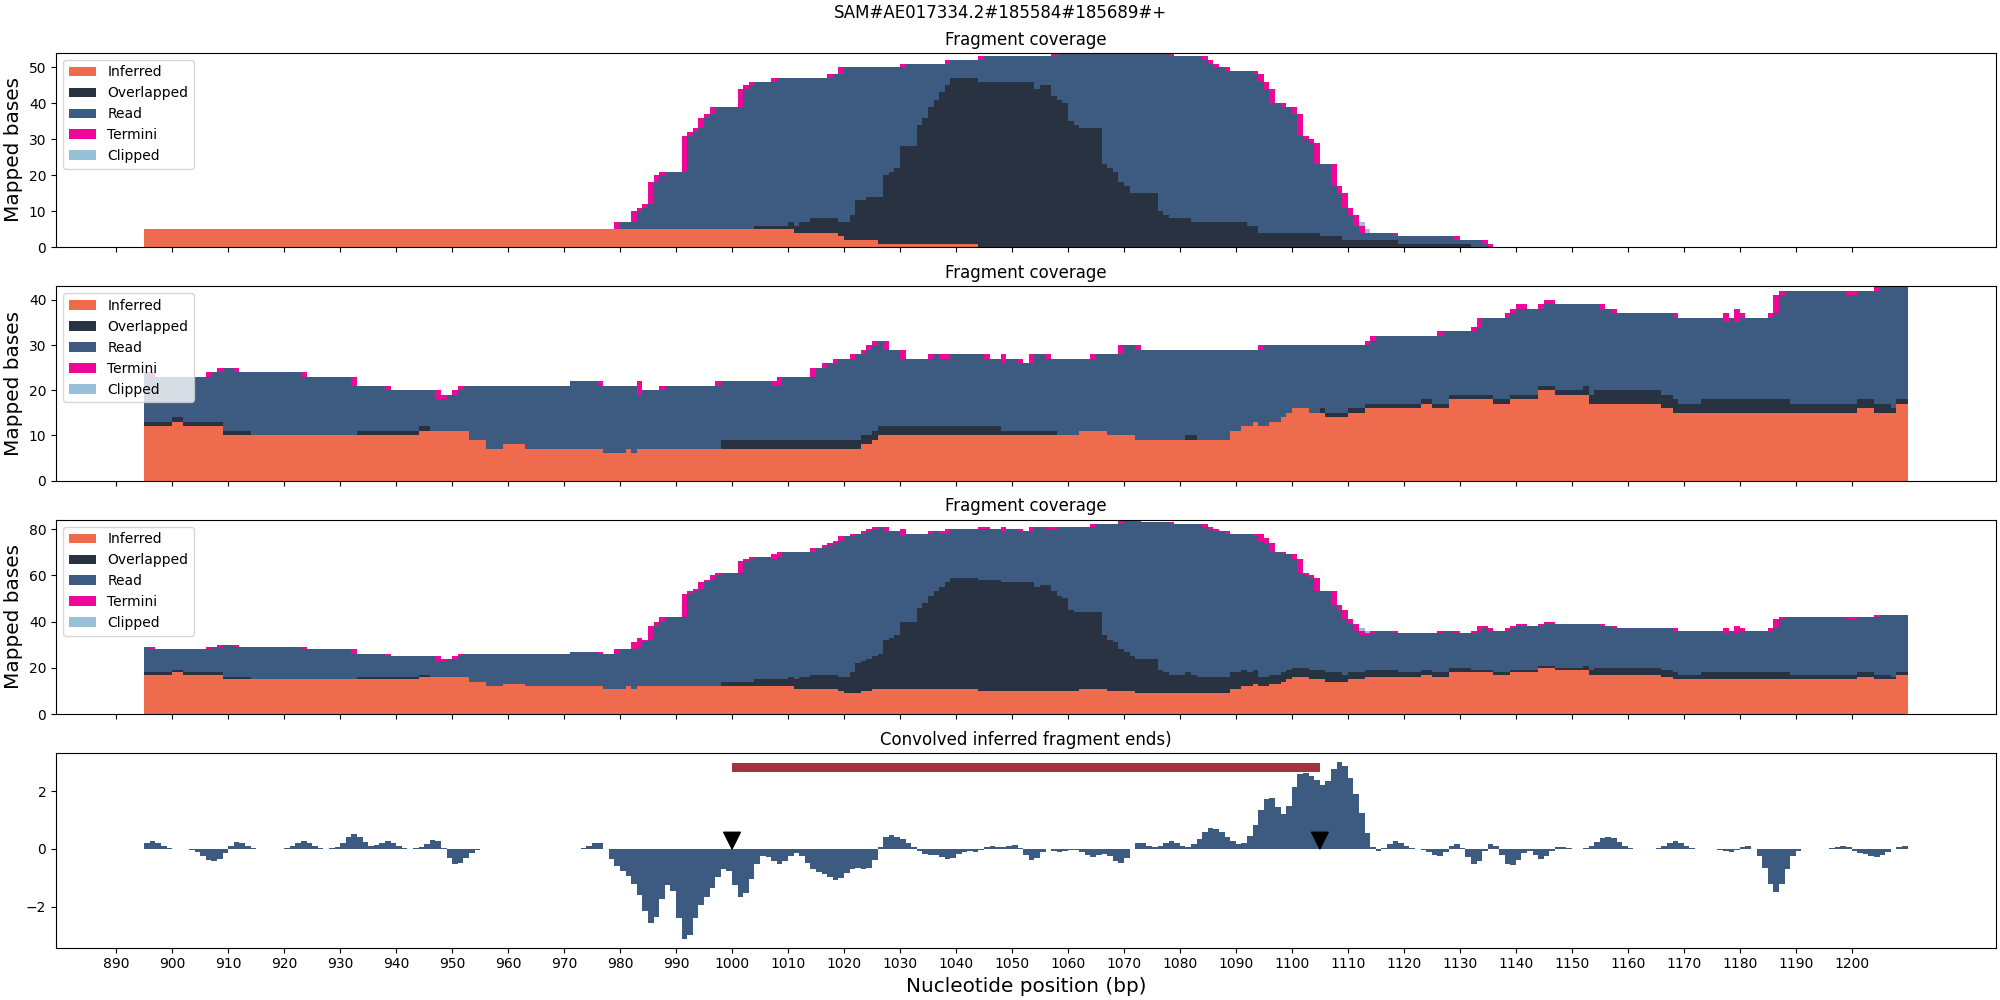 SAM#AE017334.2#185584#185689#+
Fragment coverage
Mapped bases
50
40
30
20
10
0
Inferred
Overlapped
Read
Termini
Clipped
Fragment coverage
Mapped bases
40
30
20
10
0
Inferred
Overlapped
Read
Termini
Clipped
Fragment coverage
Mapped bases
80
60
40
20
0
Inferred
Overlapped
Read
Termini
Clipped
Convolved inferred fragment ends)
2
0
−2
890 900 910 920 930 940 950 960 970 980 990 1000 1010 1020 1030 1040 1050 1060 1070 1080 1090 1100 1110 1120 1130 1140 1150 1160 1170 1180 1190 1200
Nucleotide position (bp)